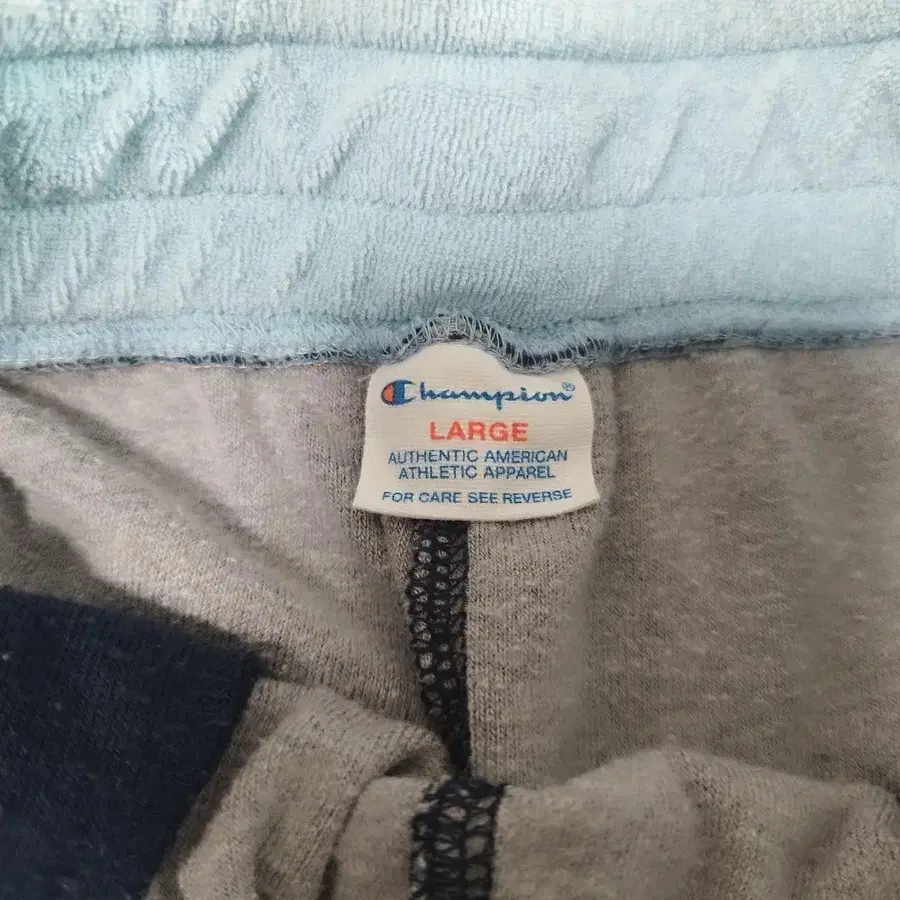 Champion®
LARGE
AUTHENTIC AMERICAN
ATHLETIC APPAREL
FOR CARE SEE REVERSE